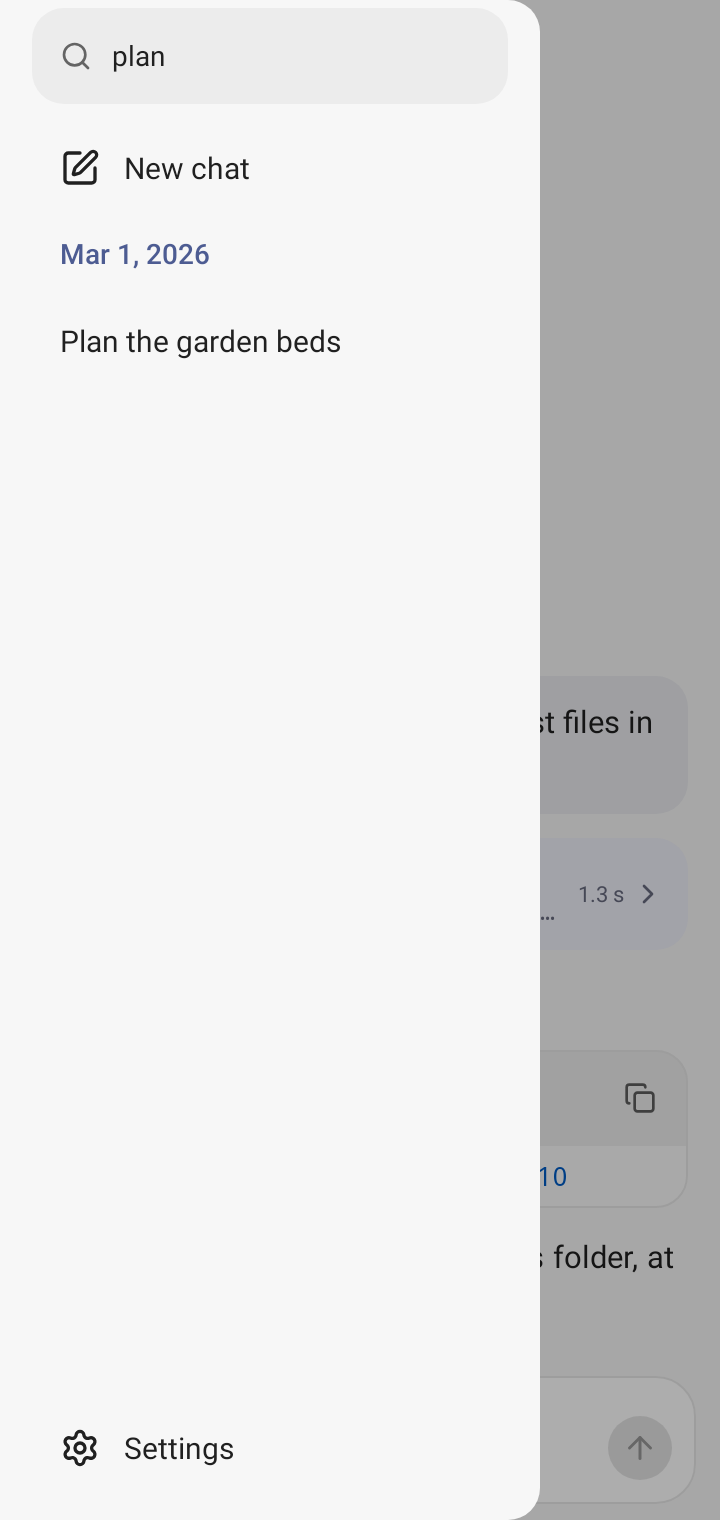 plan
New chat
Mar 1, 2026
Plan the garden beds
st files in
1.3 s
...
10
folder, at
Settings